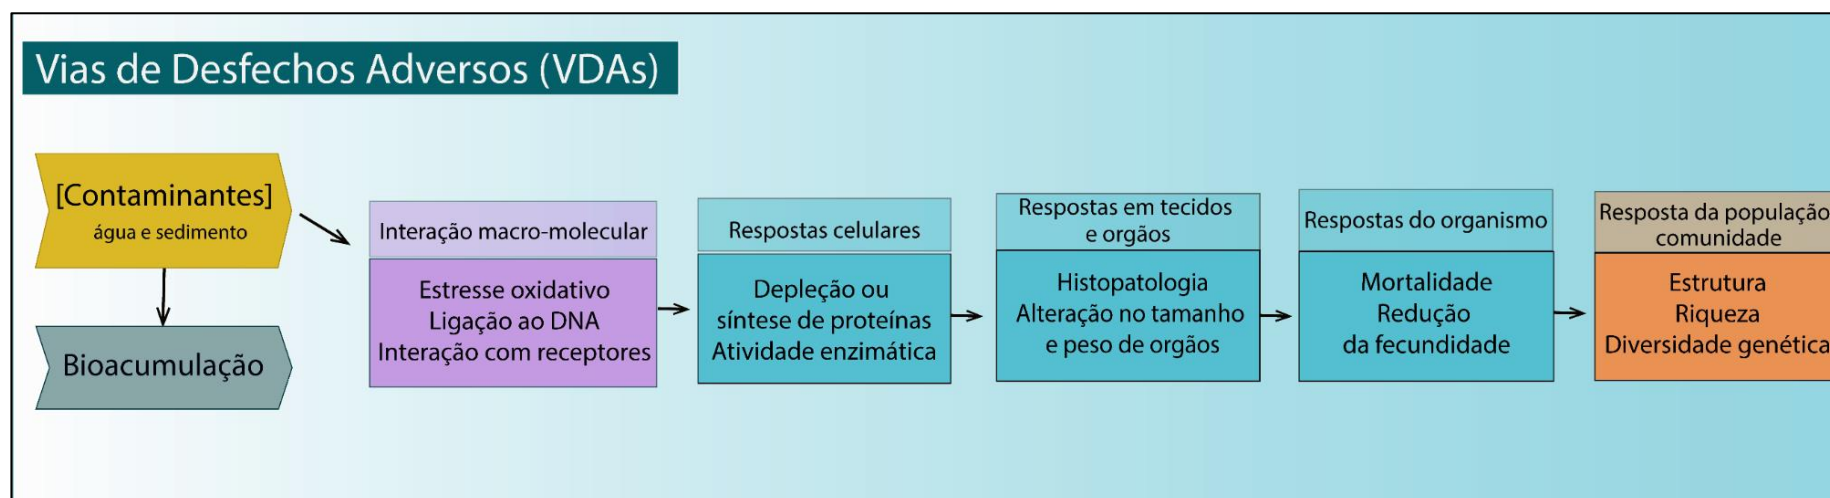 Vias de Desfechos Adversos (VDAs)
[Contaminantes]
água e sedimento
Bioacumulação
Interação macro-molecular
Estresse oxidativo
Ligação ao DNA
Interação com receptores
Respostas celulares
Depleção ou
síntese de proteínas
Atividade enzimática
Respostas em tecidos
e orgãos
Histopatologia
Alteração no tamanho
e peso de orgãos
Respostas do organismo
Mortalidade
Redução
da fecundidade
Resposta da população
comunidade
Estrutura
Riqueza
Diversidade genética